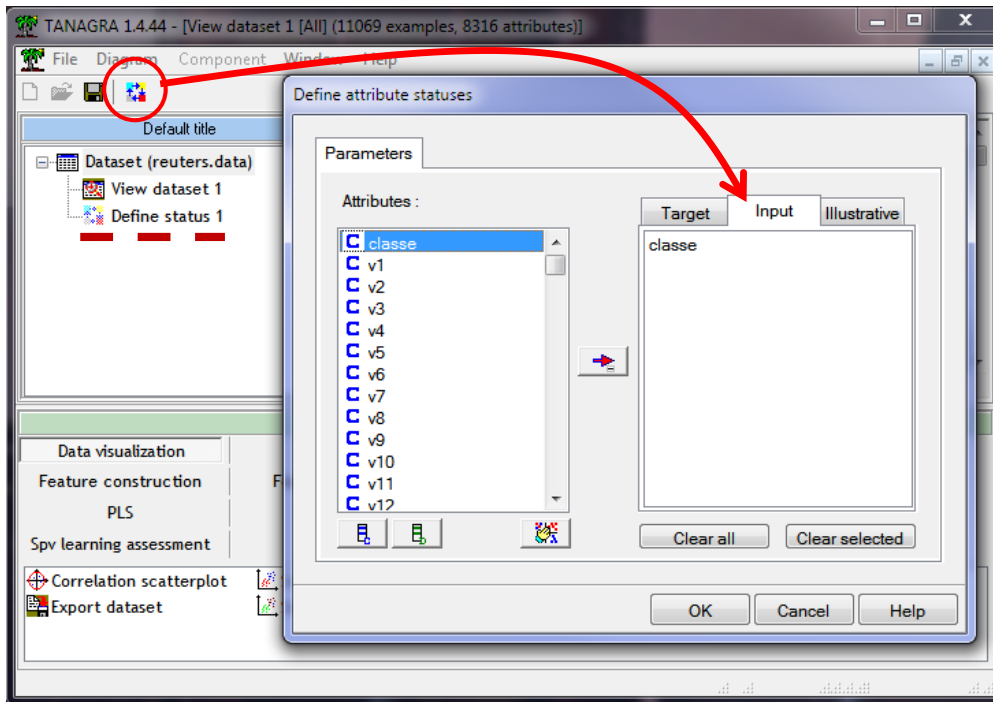 TANAGRA 1.4.44 - [View dataset 1 [All] (11069 examples, 8316 attributes)]
File Diagram Component Window Help
Default title
Dataset (reuters.data)
View dataset 1
Define status 1
Define attribute statuses
Parameters
Attributes :
Target Input Illustrative
C classe
C v1
C v2
C v3
C v4
C v5
C v6
C v7
C v8
C v9
C v10
C v11
C v12
classe
Clear all Clear selected
OK Cancel Help
Data visualization
Feature construction F
PLS
Spv learning assessment
Correlation scatterplot
Export dataset